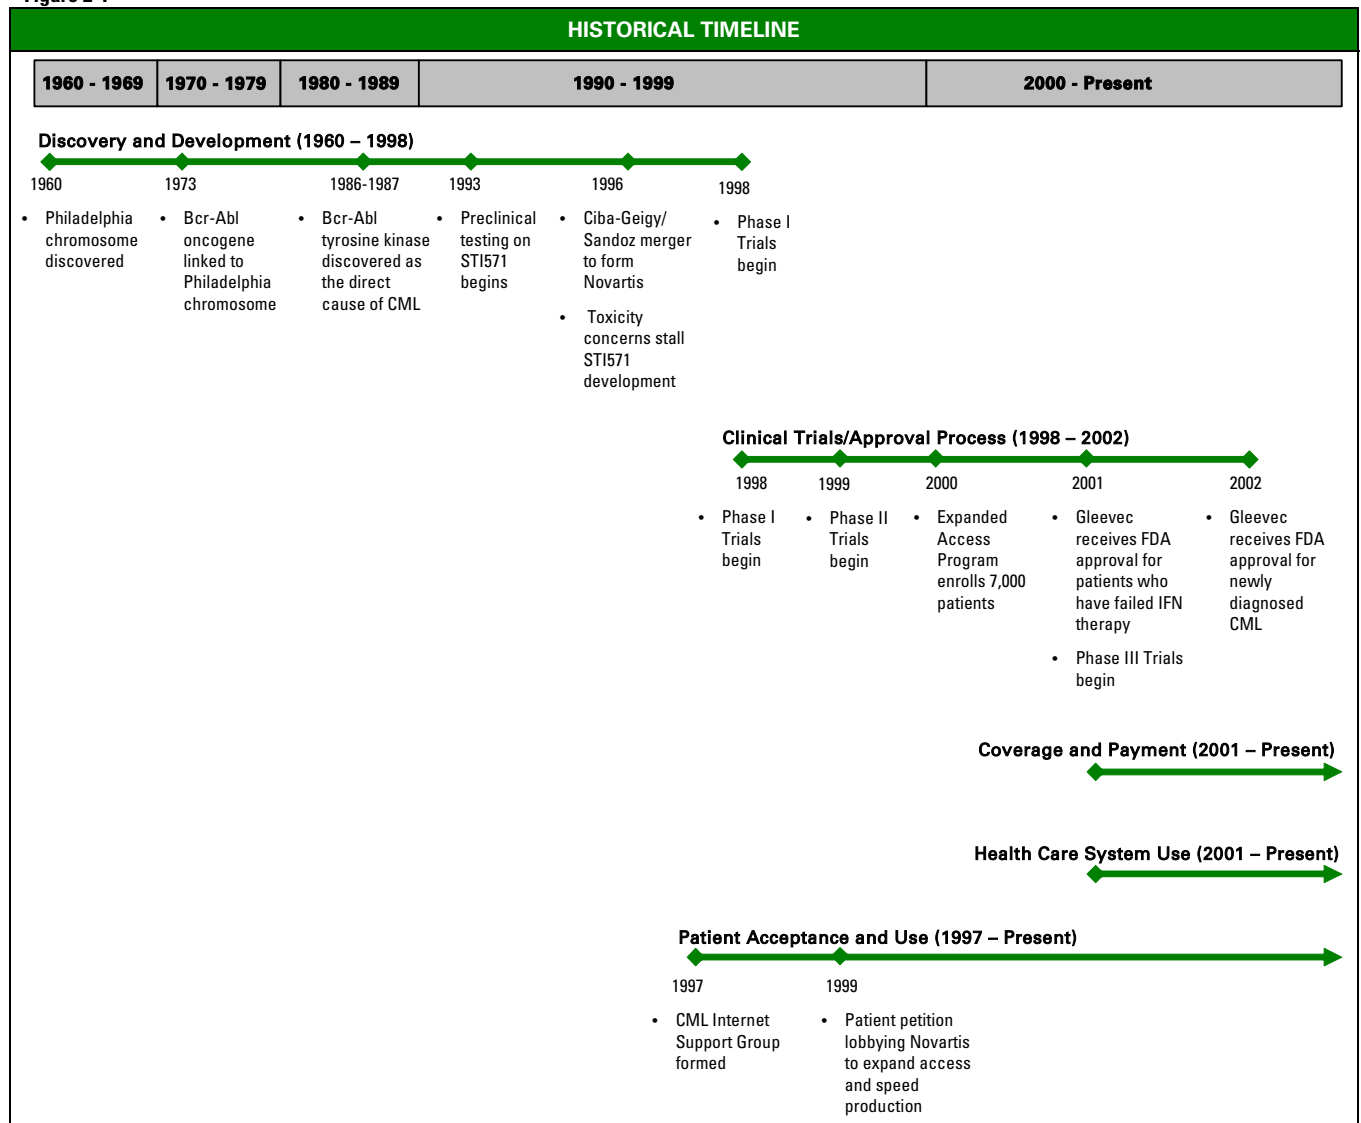 HISTORICAL TIMELINE
1960 - 1969
1970 - 1979
1980 - 1989
1990 - 1999
2000 - Present
Discovery and Development (1960 – 1998)
1960
• Philadelphia
chromosome
discovered
1973
• Bcr-Abl
oncogene
linked to
Philadelphia
chromosome
1986-1987
• Bcr-Abl
tyrosine kinase
discovered as
the direct
cause of CML
1993
• Preclinical
testing on
STI571
begins
1996
• Ciba-Geigy/
Sandoz merger
to form
Novartis
• Toxicity
concerns stall
STI571
development
1998
• Phase I
Trials
begin
Clinical Trials/Approval Process (1998 – 2002)
1998
• Phase I
Trials
begin
1999
• Phase II
Trials
begin
2000
• Expanded
Access
Program
enrolls 7,000
patients
2001
• Gleevec
receives FDA
approval for
patients who
have failed IFN
therapy
• Phase III Trials
begin
2002
• Gleevec
receives FDA
approval for
newly
diagnosed
CML
Coverage and Payment (2001 – Present)
Health Care System Use (2001 – Present)
Patient Acceptance and Use (1997 – Present)
1997
• CML Internet
Support Group
formed
1999
• Patient petition
lobbying Novartis
to expand access
and speed
production